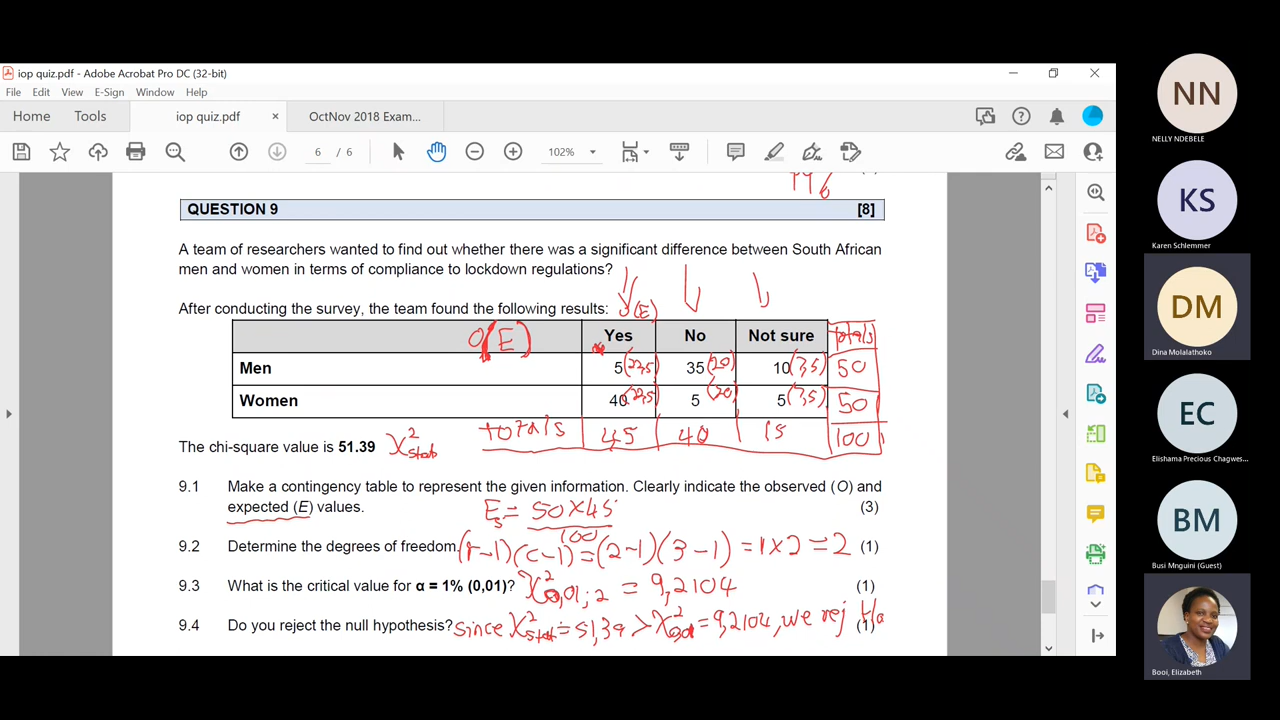 iop quiz.pdf - Adobe Acrobat Pro DC (32-bit)
File Edit View E-Sign Window Help
Home Tools iop quiz.pdf × OctNov 2018 Exam...
6 / 6 102%
QUESTION 9 [8]
A team of researchers wanted to find out whether there was a significant difference between South African
men and women in terms of compliance to lockdown regulations?
After conducting the survey, the team found the following results: (E)
O(E) Yes No Not sure totals
Men 5(22,5) 35(20) 10(7,5) 50
Women 40(22,5) 5(20) 5(7,5) 50
totals 45 40 15 100
The chi-square value is 51.39 X²stat
9.1 Make a contingency table to represent the given information. Clearly indicate the observed (O) and
expected (E) values. (3)
E5 = 50×45
100
9.2 Determine the degrees of freedom. (r-1)(c-1)=(2-1)(3-1)=1×2=2 (1)
9.3 What is the critical value for α = 1% (0,01)? X²0,01;2 = 9,2104 (1)
9.4 Do you reject the null hypothesis? since X²stat=51,39 > X²0,01=9,2104, we rej Ho (1)
NN
NELLY NDEBELE
KS
Karen Schlemmer
DM
Dina Molalathoko
EC
Elishama Precious Chagwes...
BM
Busi Mnguini (Guest)
Booi, Elizabeth